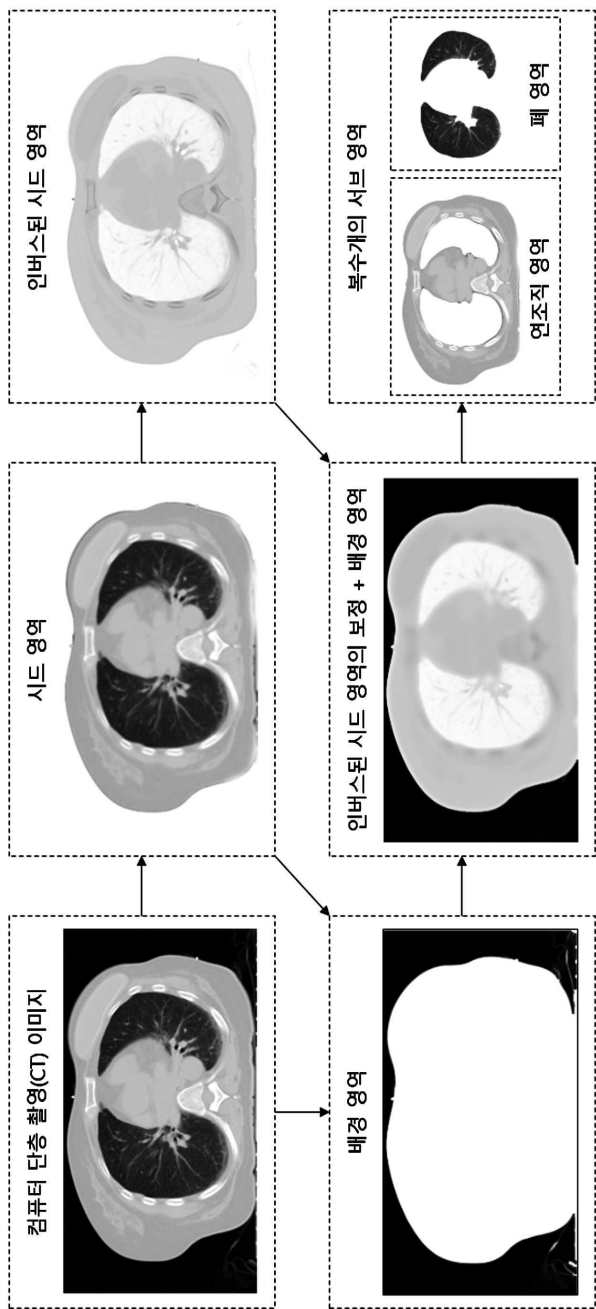 컴퓨터 단층 촬영(CT) 이미지
시드 영역
인버스된 시드 영역
배경 영역
인버스된 시드 영역의 보정 + 배경 영역
복수개의 서브 영역
연조직 영역
폐 영역